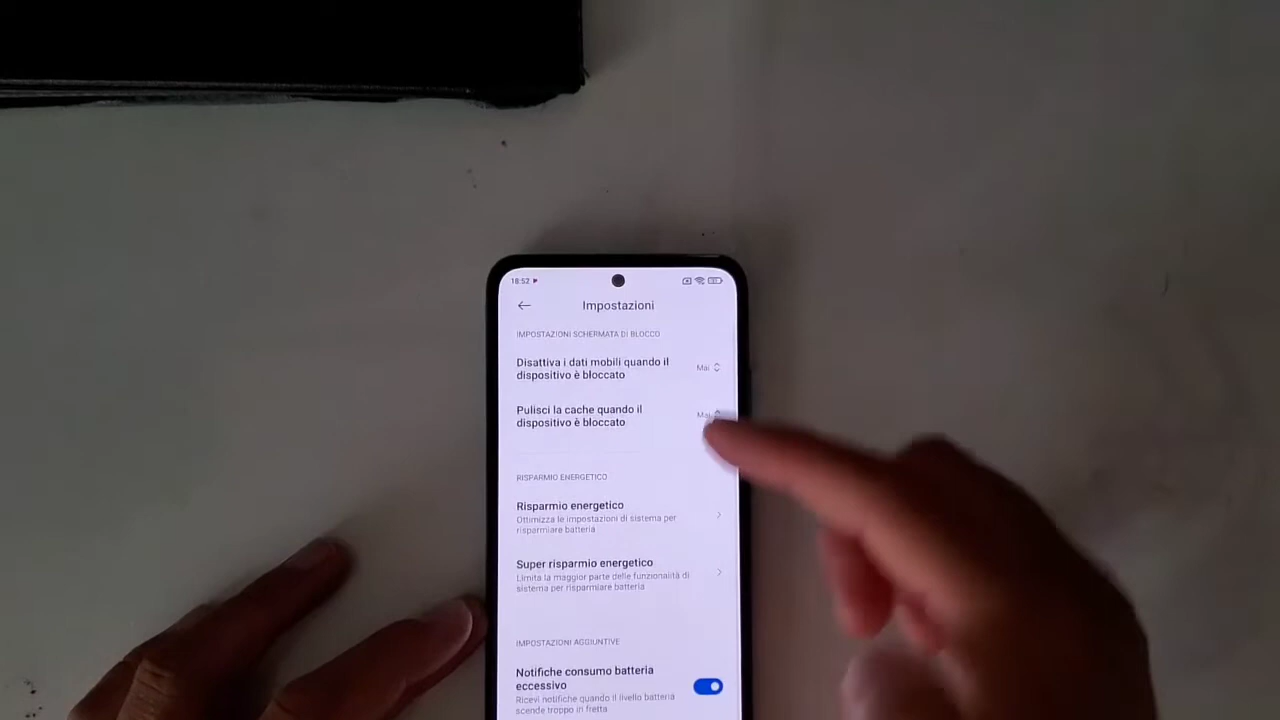 18:52
Impostazioni
IMPOSTAZIONI SCHERMATA DI BLOCCO
Disattiva i dati mobili quando il
dispositivo è bloccato
Mai
Pulisci la cache quando il
dispositivo è bloccato
Mai
RISPARMIO ENERGETICO
Risparmio energetico
Ottimizza le impostazioni di sistema per
risparmiare batteria
Super risparmio energetico
Limita la maggior parte delle funzionalità di
sistema per risparmiare batteria
IMPOSTAZIONI AGGIUNTIVE
Notifiche consumo batteria
eccessivo
Ricevi notifiche quando il livello batteria
scende troppo in fretta